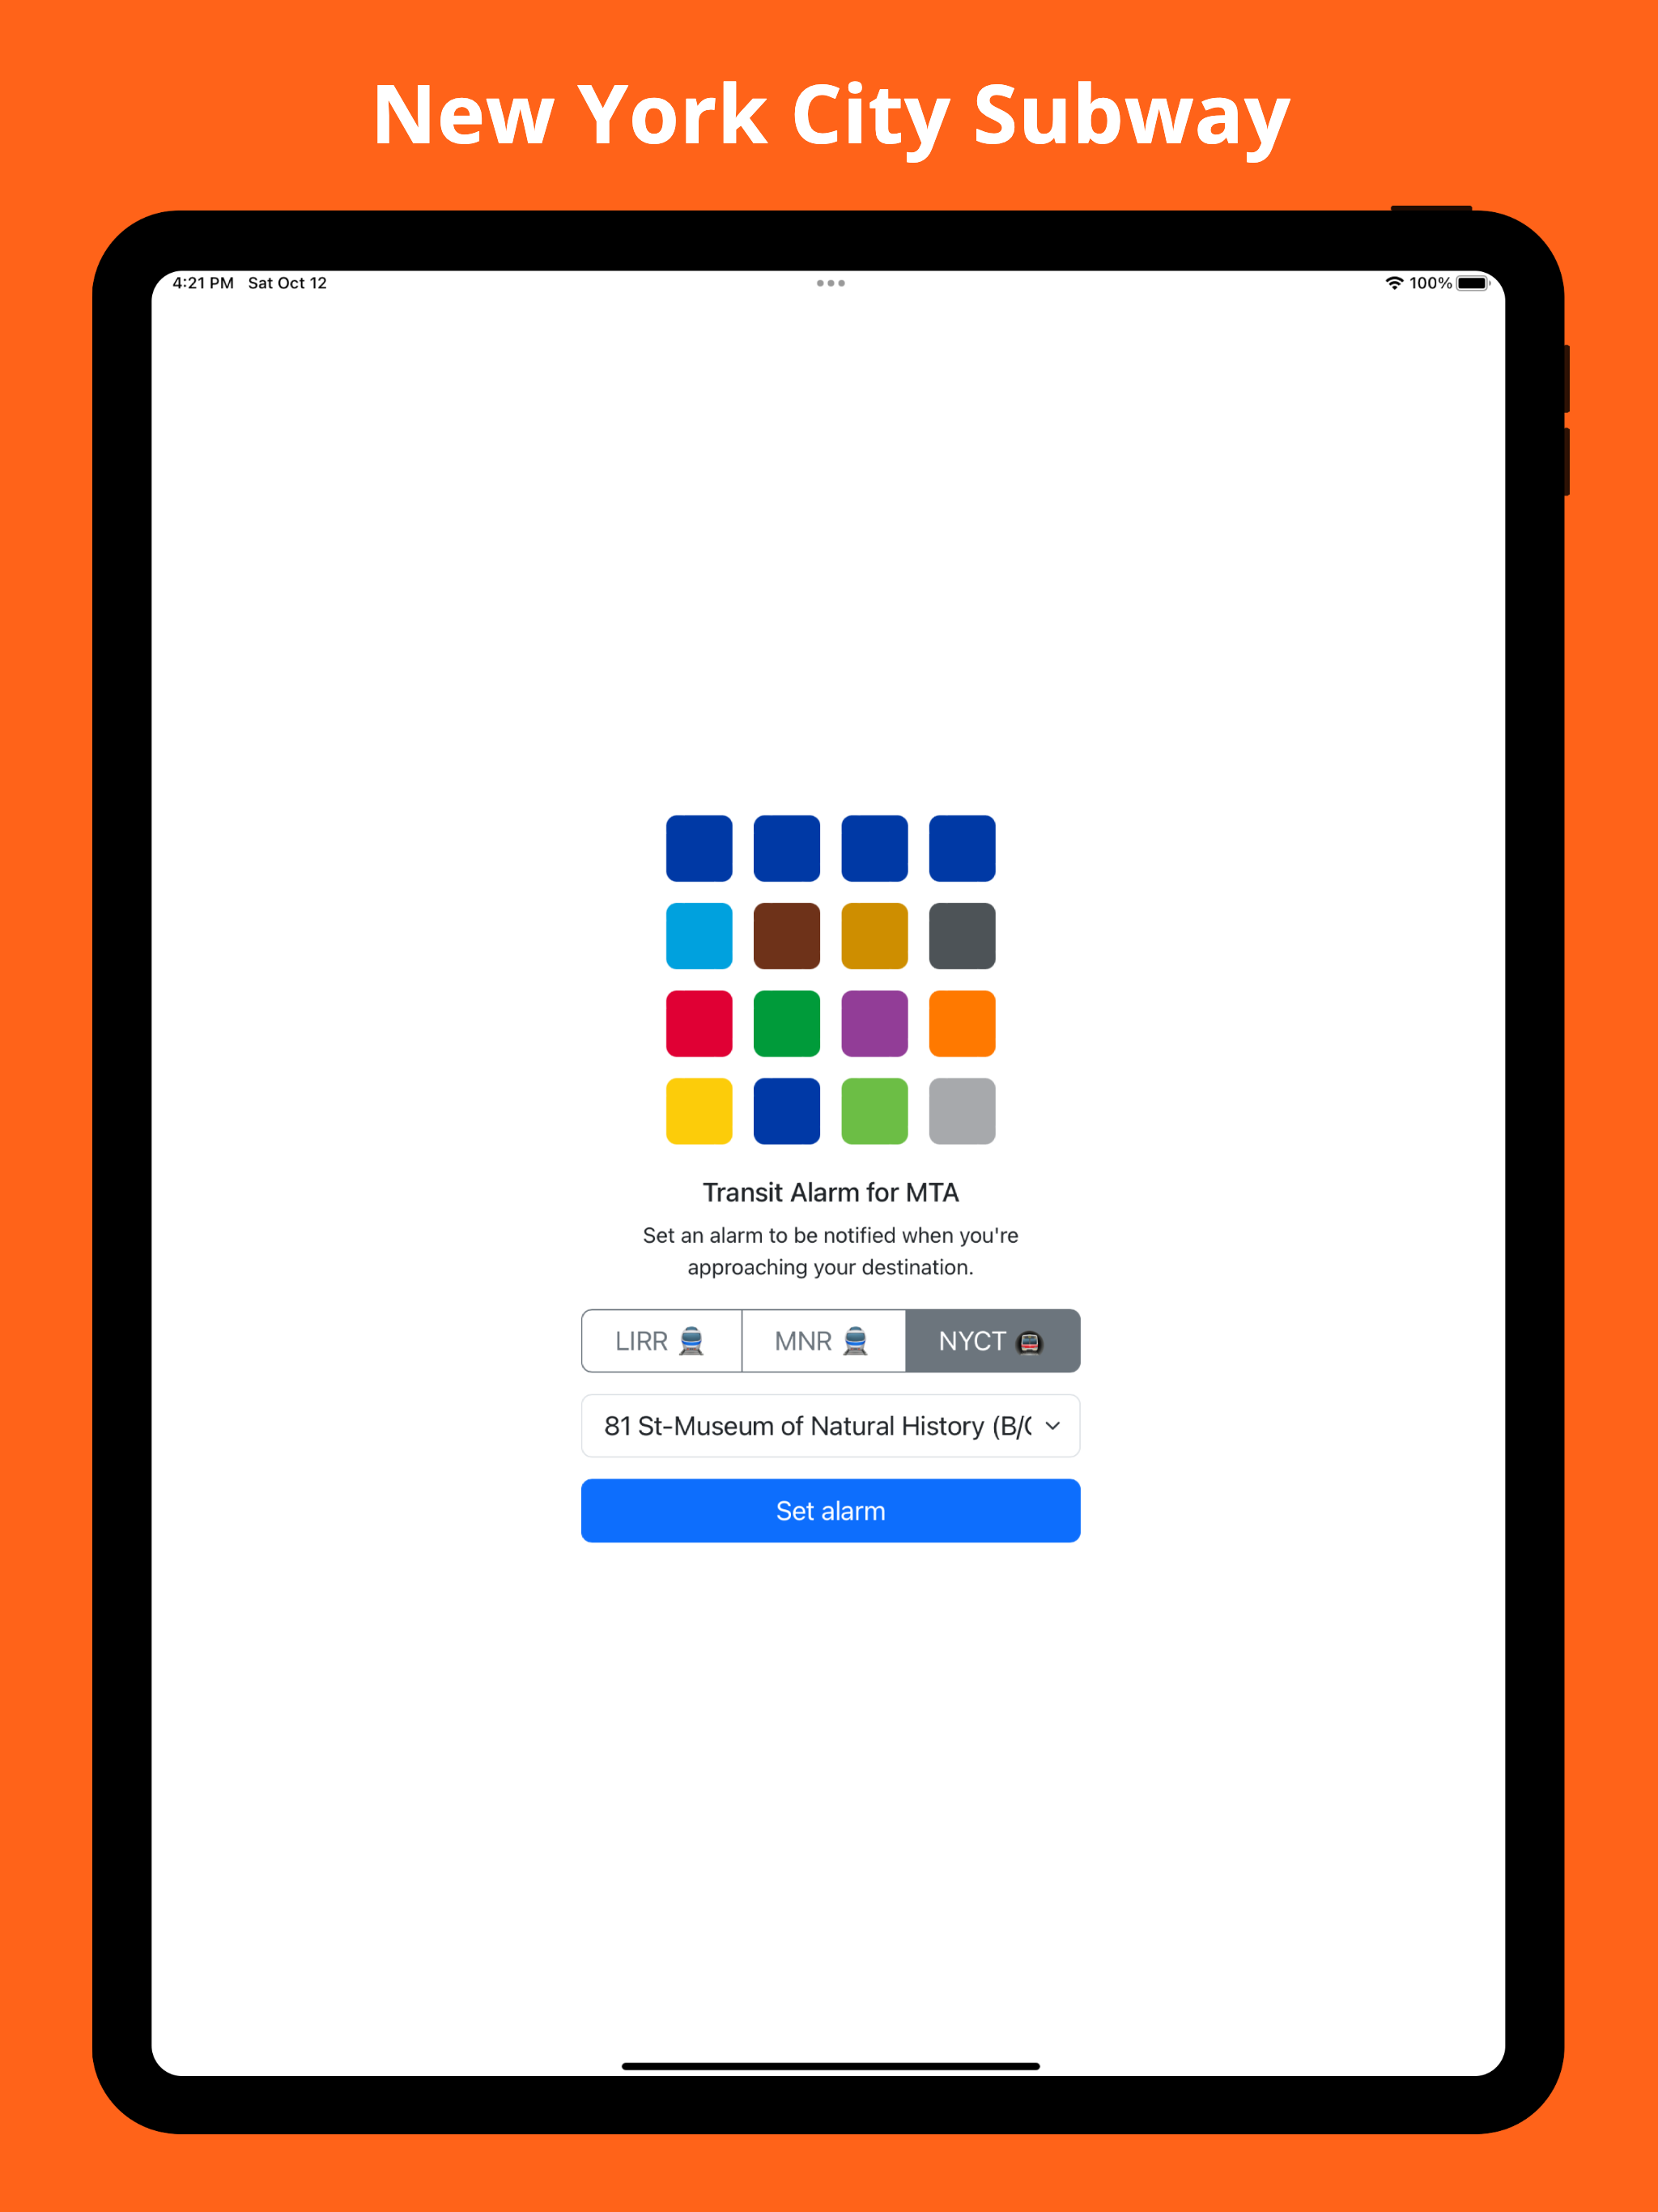 New York City Subway
4:21 PM Sat Oct 12
100%
Transit Alarm for MTA
Set an alarm to be notified when you're
approaching your destination.
LIRR
MNR
NYCT
81 St-Museum of Natural History (B/
Set alarm